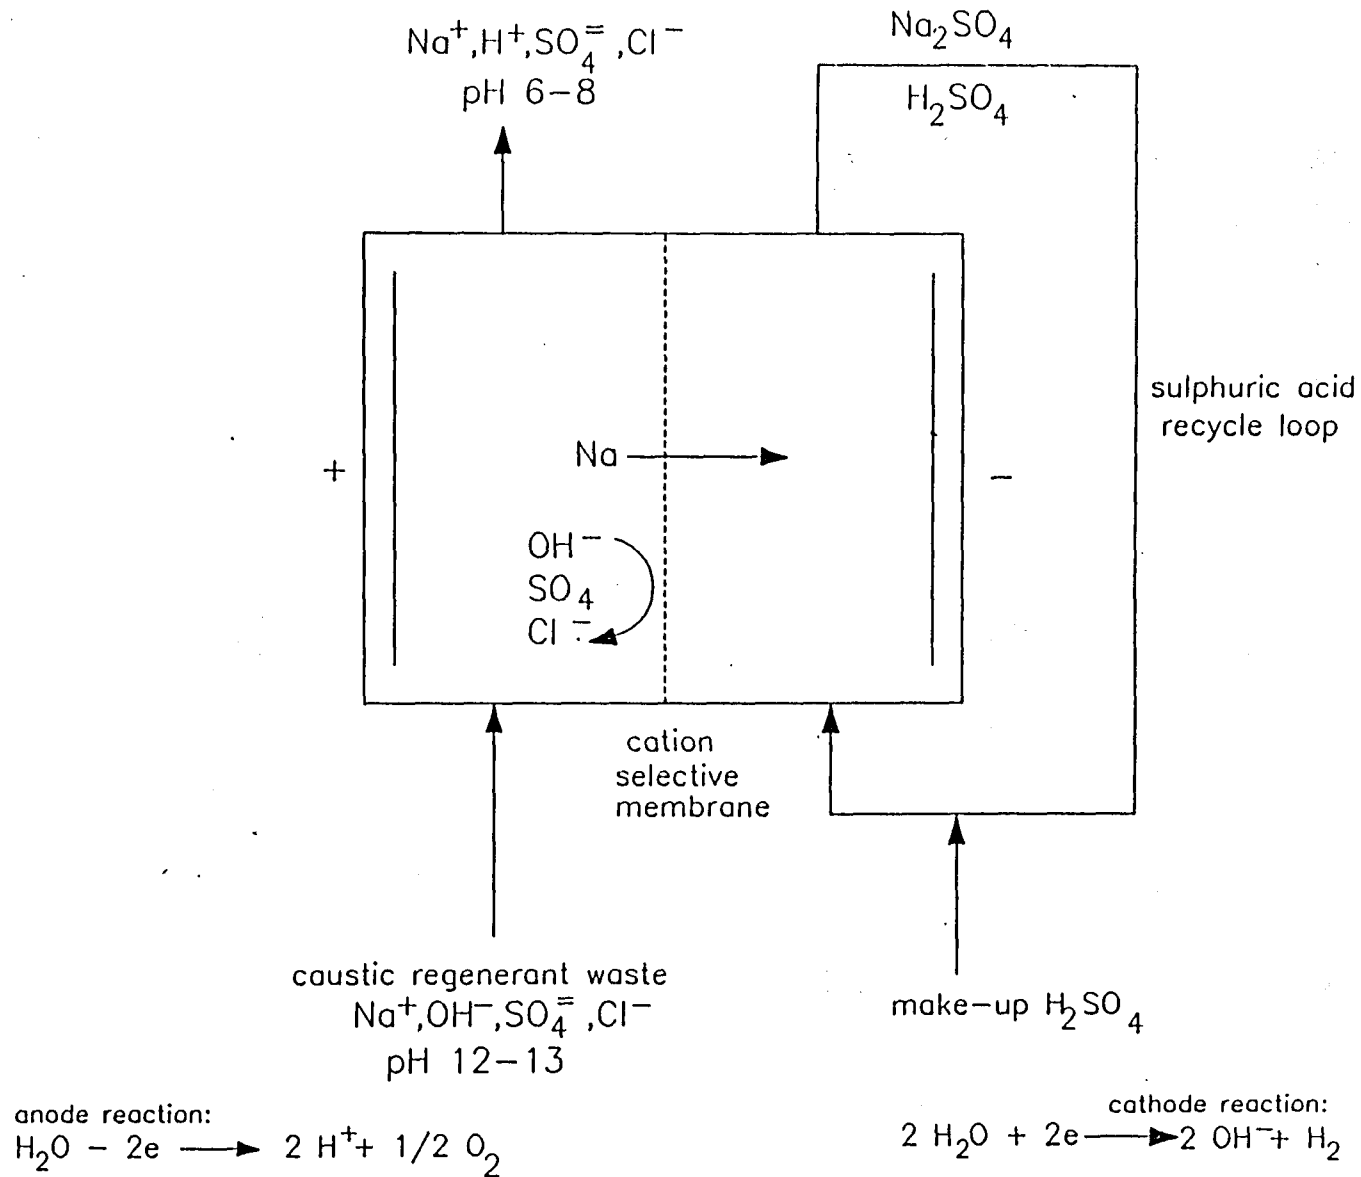 Na⁺,H⁺,SO₄⁼,Cl⁻
pH 6–8
Na₂SO₄
H₂SO₄
sulphuric acid
recycle loop
+
Na
−
OH⁻
SO₄
Cl⁻
cation
selective
membrane
caustic regenerant waste
Na⁺,OH⁻,SO₄⁼,Cl⁻
pH 12–13
make–up H₂SO₄
anode reaction:
H₂O − 2e → 2 H⁺+ 1/2 O₂
cathode reaction:
2 H₂O + 2e → 2 OH⁻+ H₂